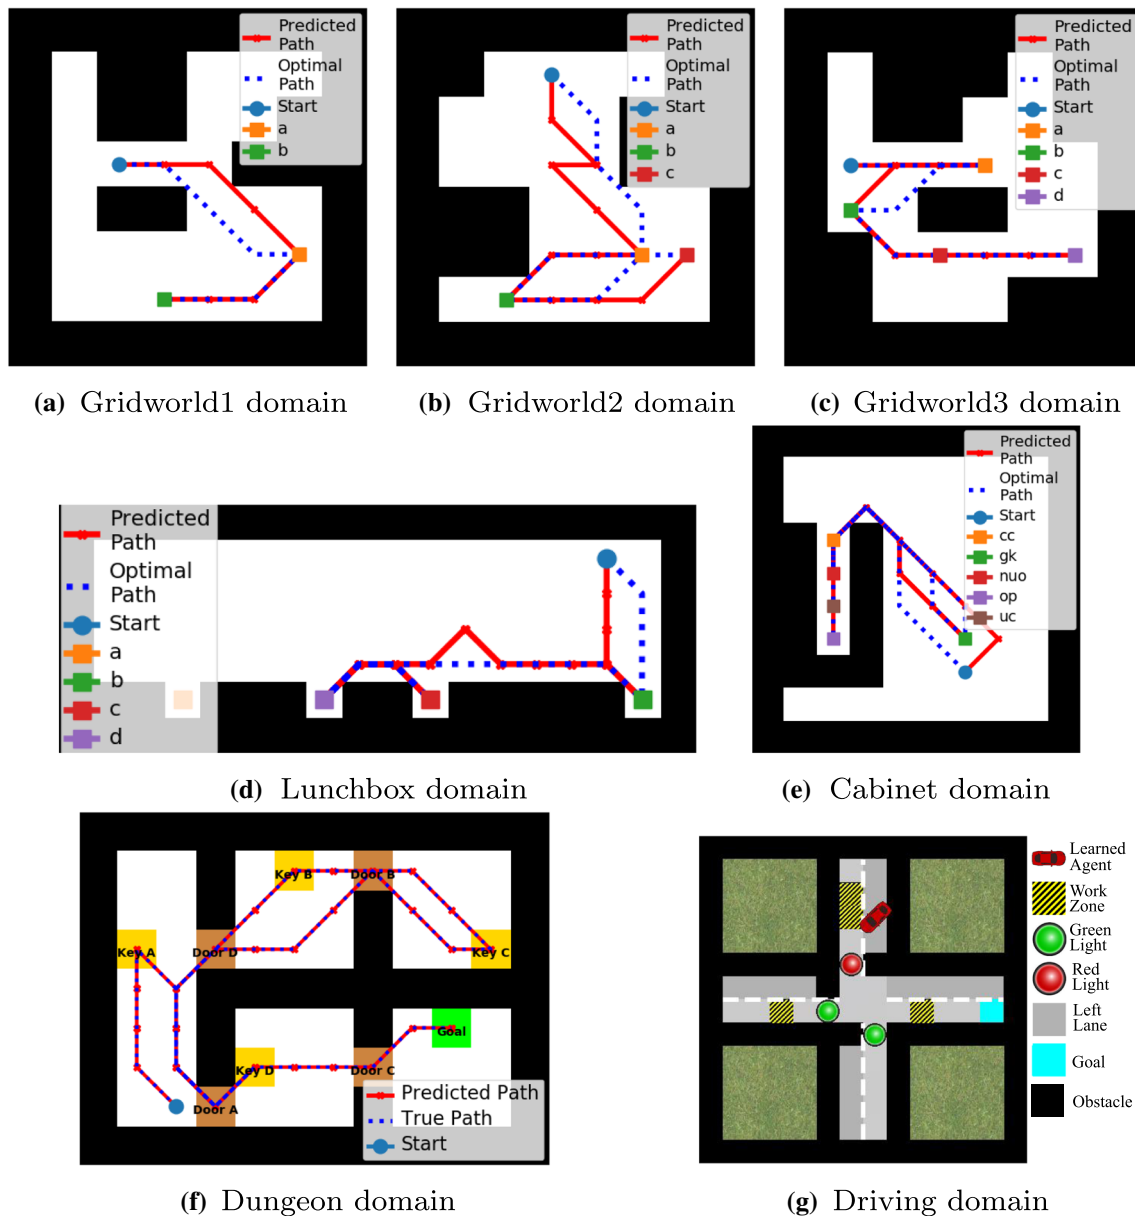 Predicted
Path
Optimal
Path
Start
a
b
Predicted
Path
Optimal
Path
Start
a
b
c
Predicted
Path
Optimal
Path
Start
a
b
c
d
(a) Gridworld1 domain
(b) Gridworld2 domain
(c) Gridworld3 domain
Predicted
Path
Optimal
Path
Start
a
b
c
d
Predicted
Path
Optimal
Path
Start
cc
gk
nuo
op
uc
(d) Lunchbox domain
(e) Cabinet domain
Key B
Door B
Key A
Door D
Key C
Goal
Key D
Door C
Door A
Predicted Path
True Path
Start
Learned
Agent
Work
Zone
Green
Light
Red
Light
Left
Lane
Goal
Obstacle
(f) Dungeon domain
(g) Driving domain